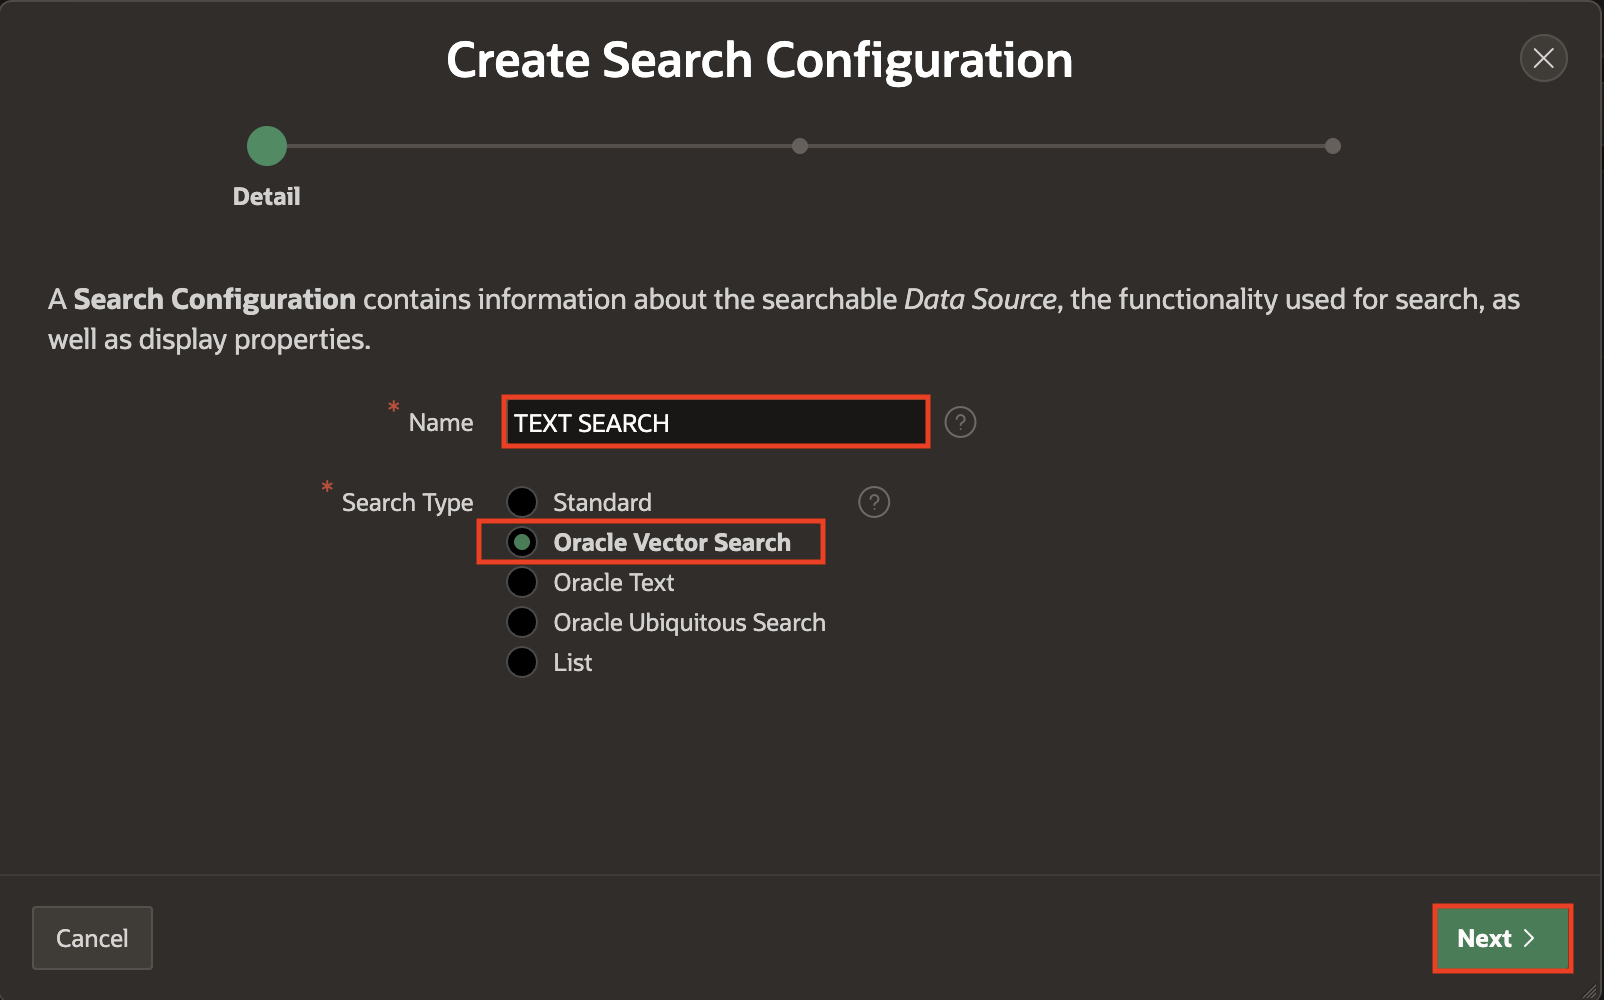 Create Search Configuration
Detail
A Search Configuration contains information about the searchable Data Source, the functionality used for search, as
well as display properties.
* Name TEXT SEARCH ?
* Search Type Standard ?
Oracle Vector Search
Oracle Text
Oracle Ubiquitous Search
List
Cancel Next